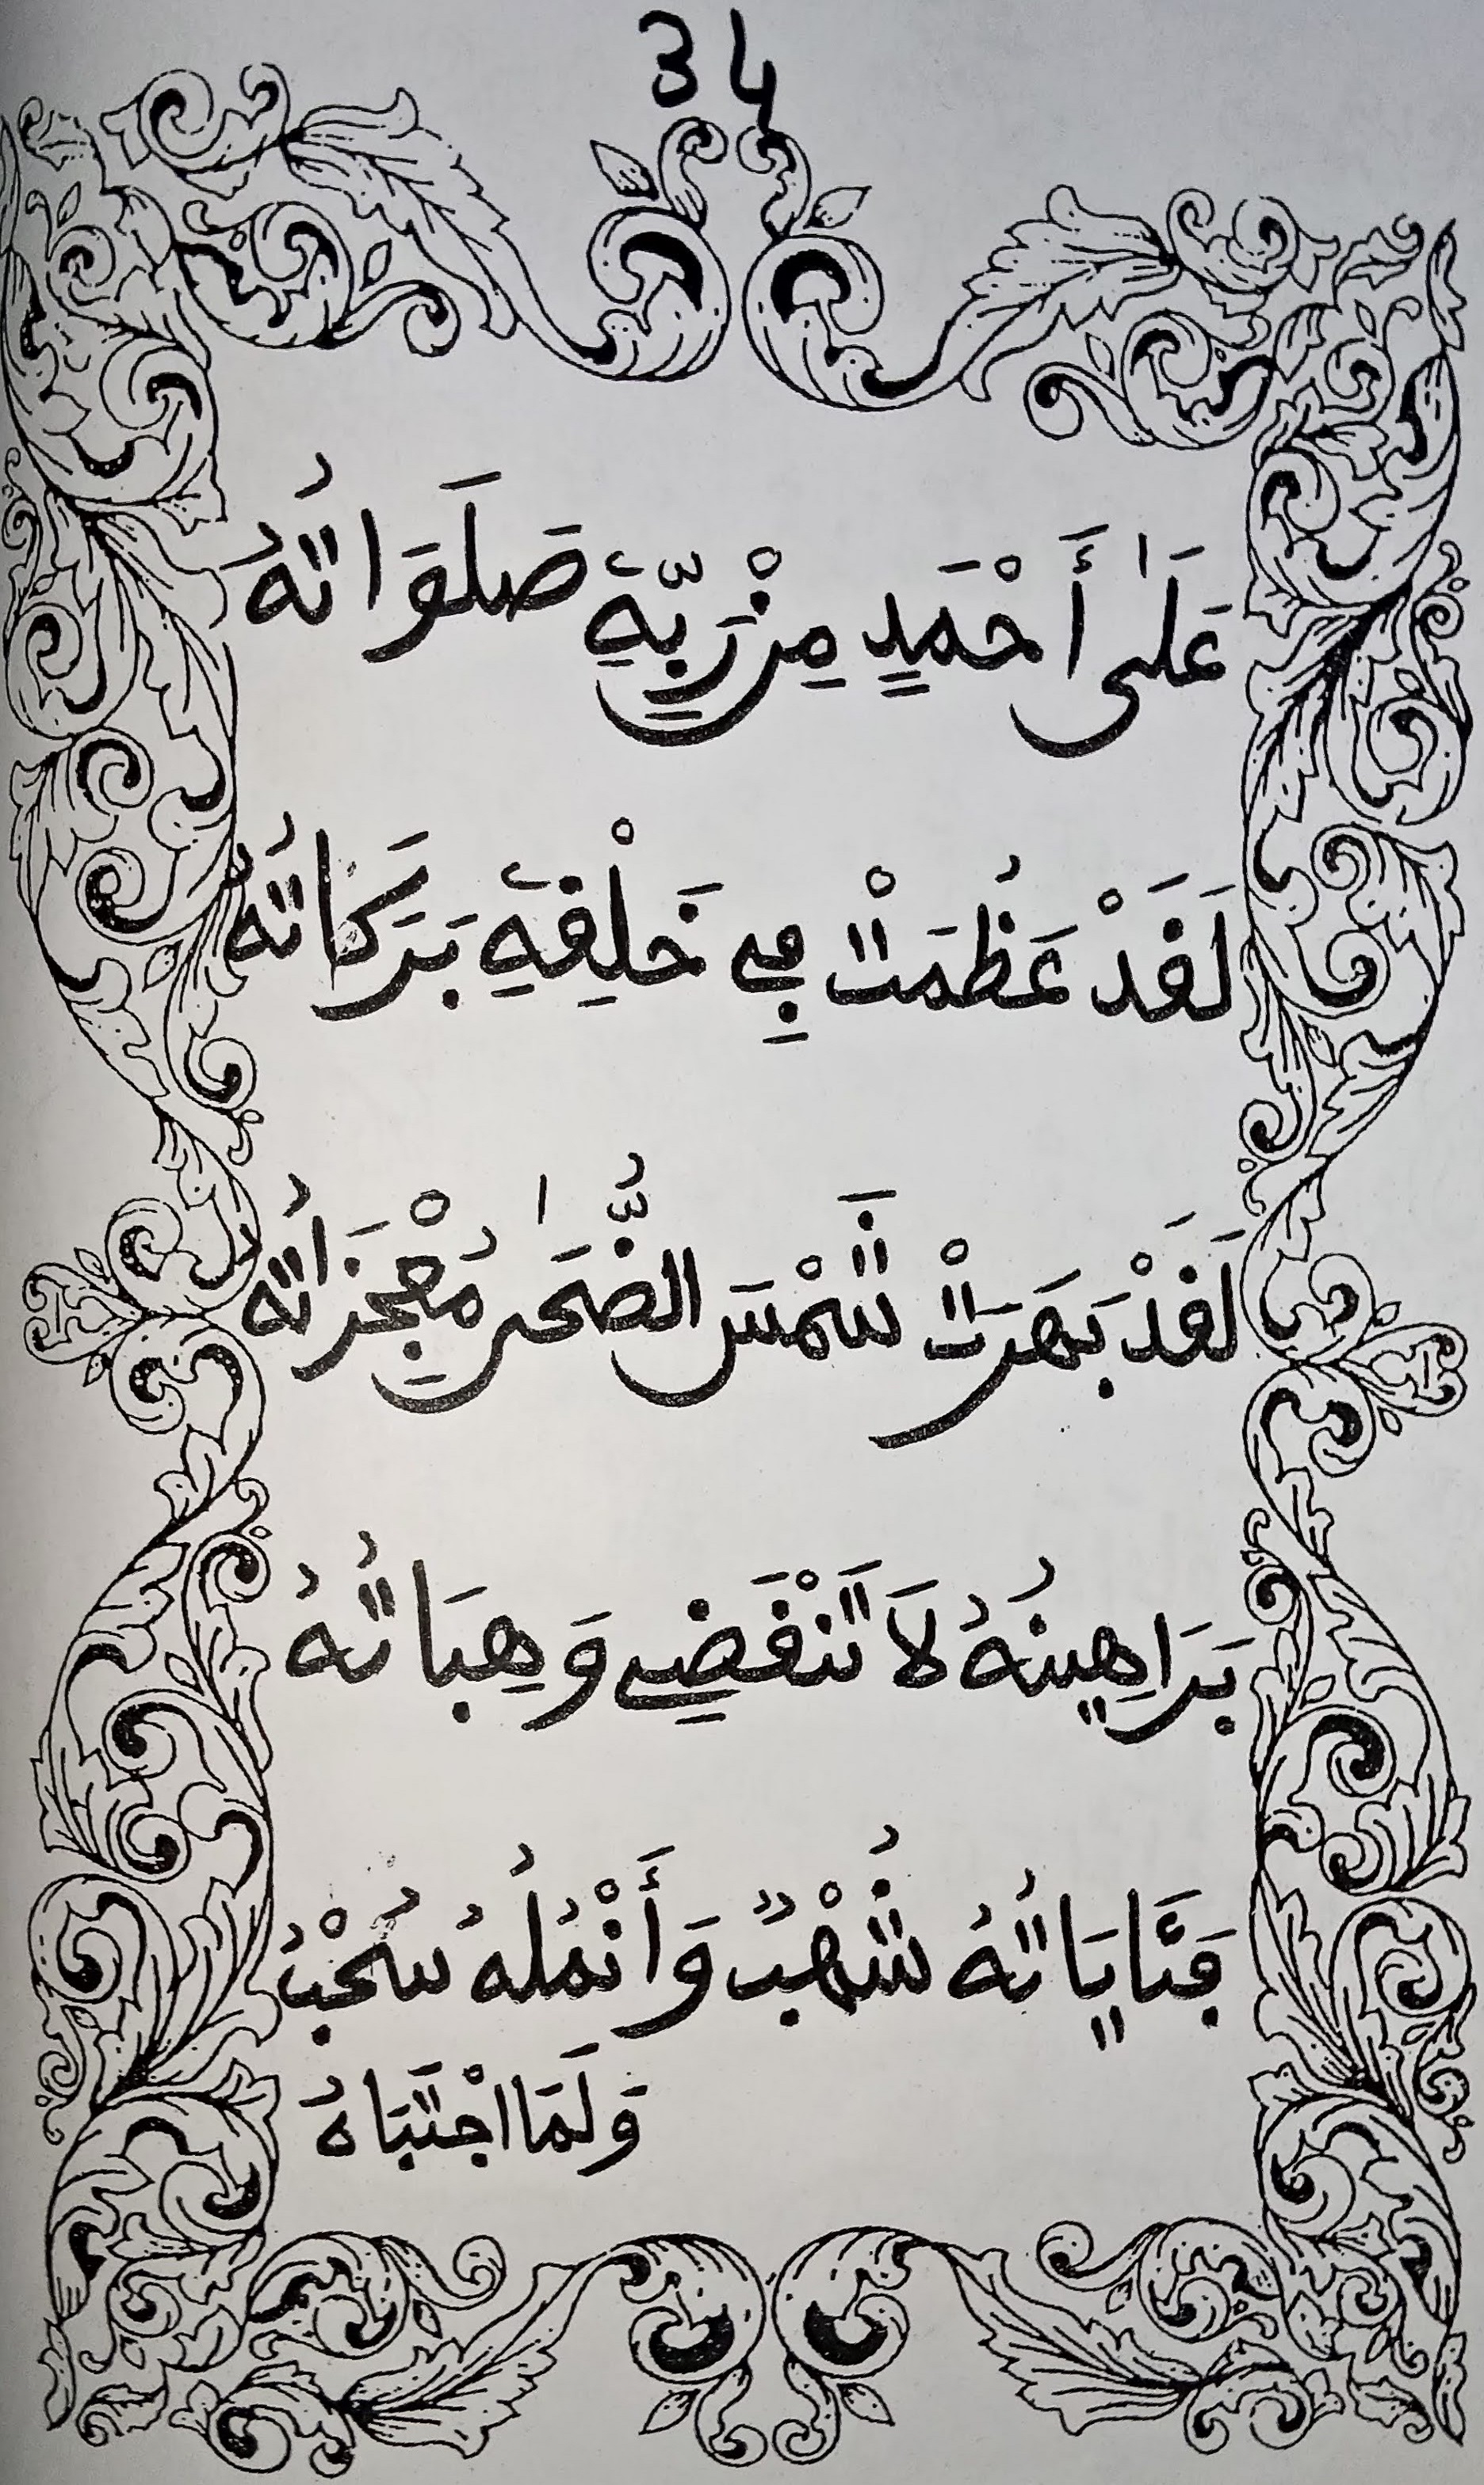 34
عَلَىٰ أَحْمَدٍ مِنْ رَبِّهِ صَلَوَاتُهُ
لَقَدْ عَظُمَتْ فِي خَلْقِهِ بَرَكَاتُهُ
لَقَدْ بَهَرَتْ شَمْسَ الضُّحَىٰ مُعْجِزَاتُهُ
بَرَاهِينُهُ لَا تَنْقَضِي وَهِبَاتُهُ
فَـَٔايَاتُهُ شُهْبٌ وَأَنْمُلُهُ سُحْبُ
وَلَمَّا اجْتَبَاهُ